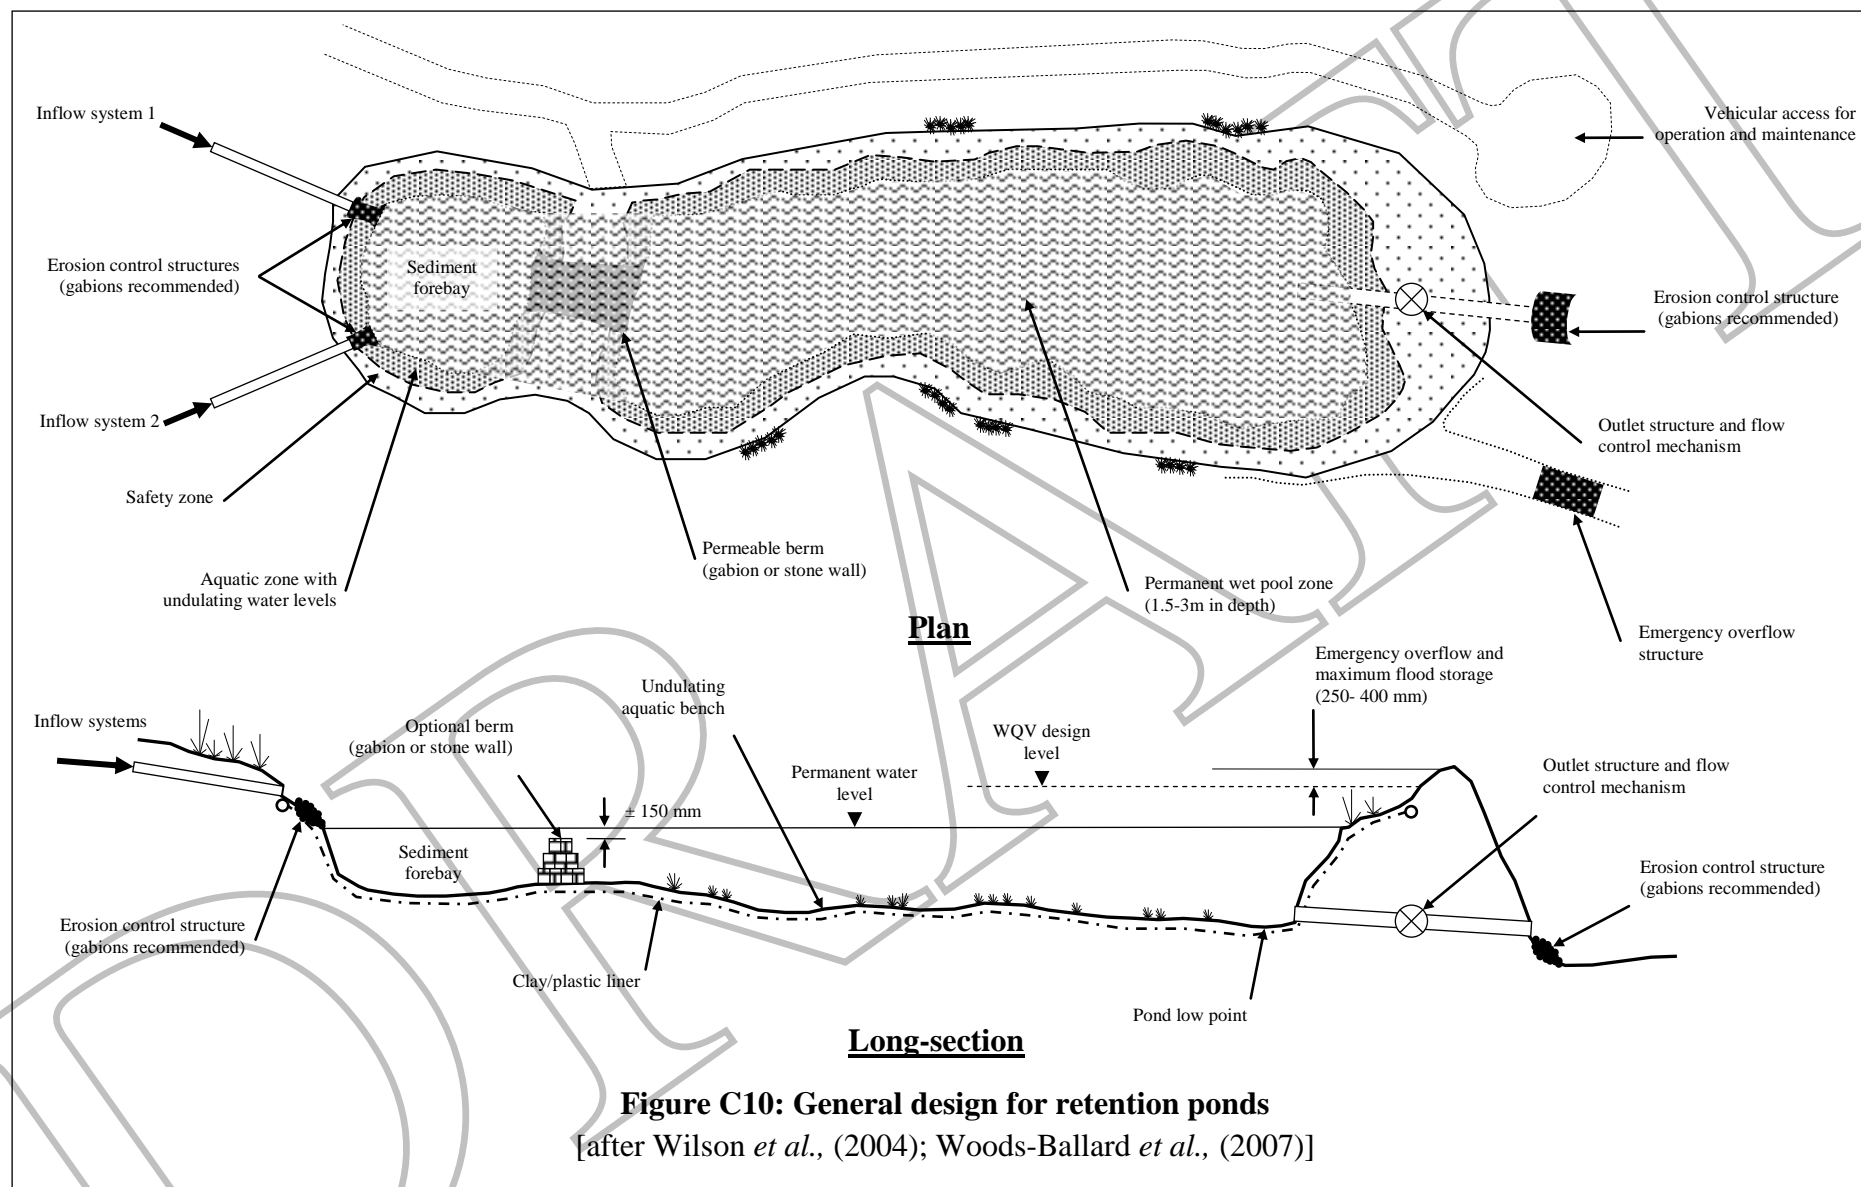 Inflow system 1
Vehicular access for
operation and maintenance
Erosion control structures
(gabions recommended)
Sediment
forebay
Erosion control structure
(gabions recommended)
Inflow system 2
Outlet structure and flow
control mechanism
Safety zone
Permeable berm
(gabion or stone wall)
Aquatic zone with
undulating water levels
Permanent wet pool zone
(1.5-3m in depth)
Plan
Emergency overflow
structure
Emergency overflow and
maximum flood storage
(250- 400 mm)
Undulating
aquatic bench
Inflow systems
Optional berm
(gabion or stone wall)
WQV design
level
Permanent water
level
Outlet structure and flow
control mechanism
± 150 mm
Sediment
forebay
Erosion control structure
(gabions recommended)
Erosion control structure
(gabions recommended)
Clay/plastic liner
Pond low point
Long-section
Figure C10: General design for retention ponds
[after Wilson et al., (2004); Woods-Ballard et al., (2007)]
DRAFT